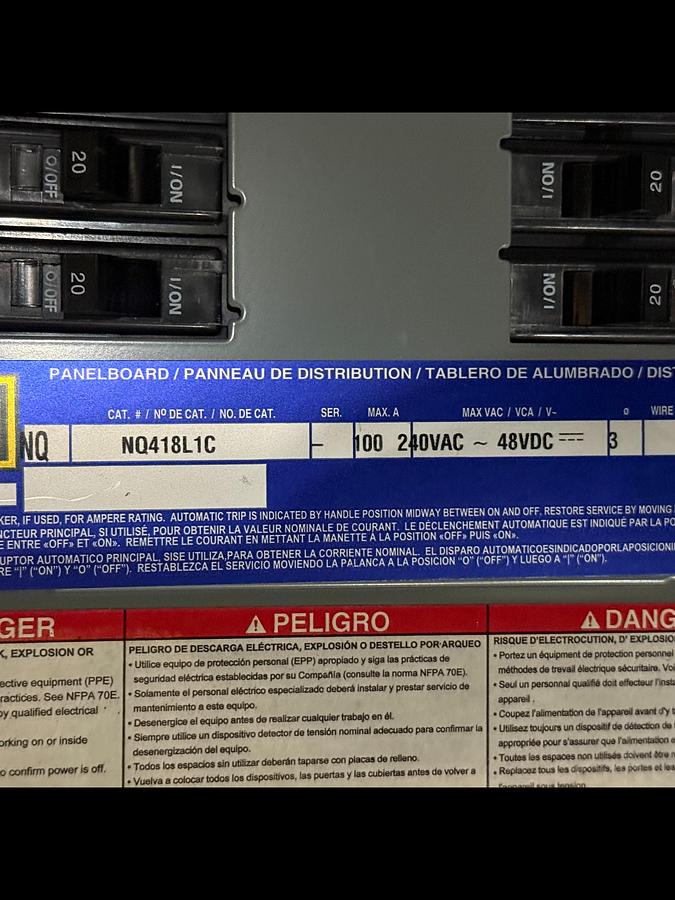 O/OFF 20 I/ON
I/ON 20
O/OFF 20 I/ON
I/ON 20
PANELBOARD / PANNEAU DE DISTRIBUTION / TABLERO DE ALUMBRADO / DIST
CAT. # / Nº DE CAT. / NO. DE CAT. SER. MAX. A MAX VAC / VCA / V~ ø WIRE
NQ NQ418L1C – 100 240VAC ~ 48VDC ⎓ 3
KER, IF USED, FOR AMPERE RATING. AUTOMATIC TRIP IS INDICATED BY HANDLE POSITION MIDWAY BETWEEN ON AND OFF, RESTORE SERVICE BY MOVING
NCTEUR PRINCIPAL, SI UTILISÉ, POUR OBTENIR LA VALEUR NOMINALE DE COURANT. LE DÉCLENCHEMENT AUTOMATIQUE EST INDIQUÉ PAR LA PO
E ENTRE «OFF» ET «ON». REMETTRE LE COURANT EN METTANT LA MANETTE À LA POSITION «OFF» PUIS «ON».
RUPTOR AUTOMATICO PRINCIPAL, SISE UTILIZA,PARA OBTENER LA CORRIENTE NOMINAL. EL DISPARO AUTOMATICOESINDICADOPORLAPOSICIONI
RE "I" ("ON") Y "O" ("OFF"). RESTABLEZCA EL SERVICIO MOVIENDO LA PALANCA A LA POSICION "O" ("OFF") Y LUEGO A "I" ("ON").
GER
K, EXPLOSION OR
ective equipment (PPE)
ractices. See NFPA 70E.
by qualified electrical
orking on or inside
o confirm power is off.
⚠ PELIGRO
PELIGRO DE DESCARGA ELÉCTRICA, EXPLOSIÓN O DESTELLO POR ARQUEO
• Utilice equipo de protección personal (EPP) apropiado y siga las prácticas de
seguridad eléctrica establecidas por su Compañía (consulte la norma NFPA 70E).
• Solamente el personal eléctrico especializado deberá instalar y prestar servicio de
mantenimiento a este equipo.
• Desenergice el equipo antes de realizar cualquier trabajo en él.
• Siempre utilice un dispositivo detector de tensión nominal adecuado para confirmar la
desenergización del equipo.
• Todos los espacios sin utilizar deberán taparse con placas de relleno.
• Vuelva a colocar todos los dispositivos, las puertas y las cubiertas antes de volver a
⚠ DANG
RISQUE D'ELECTROCUTION, D' EXPLOSIO
• Portez un équipement de protection personnel
méthodes de travail électrique sécuritaire. Voi
• Seul un personnal qualifié doit effectuer l'insta
appareil.
• Coupez l'alimentation de l'appareil avant d'y t
• Utilisez toujours un dispositif de détection de
appropriée pour s'assurer que l'alimentation e
• Toutes les espaces non utilisés doivent être r
• Replacez tous les dispositifs, les portes et les
l'appareil sous tension